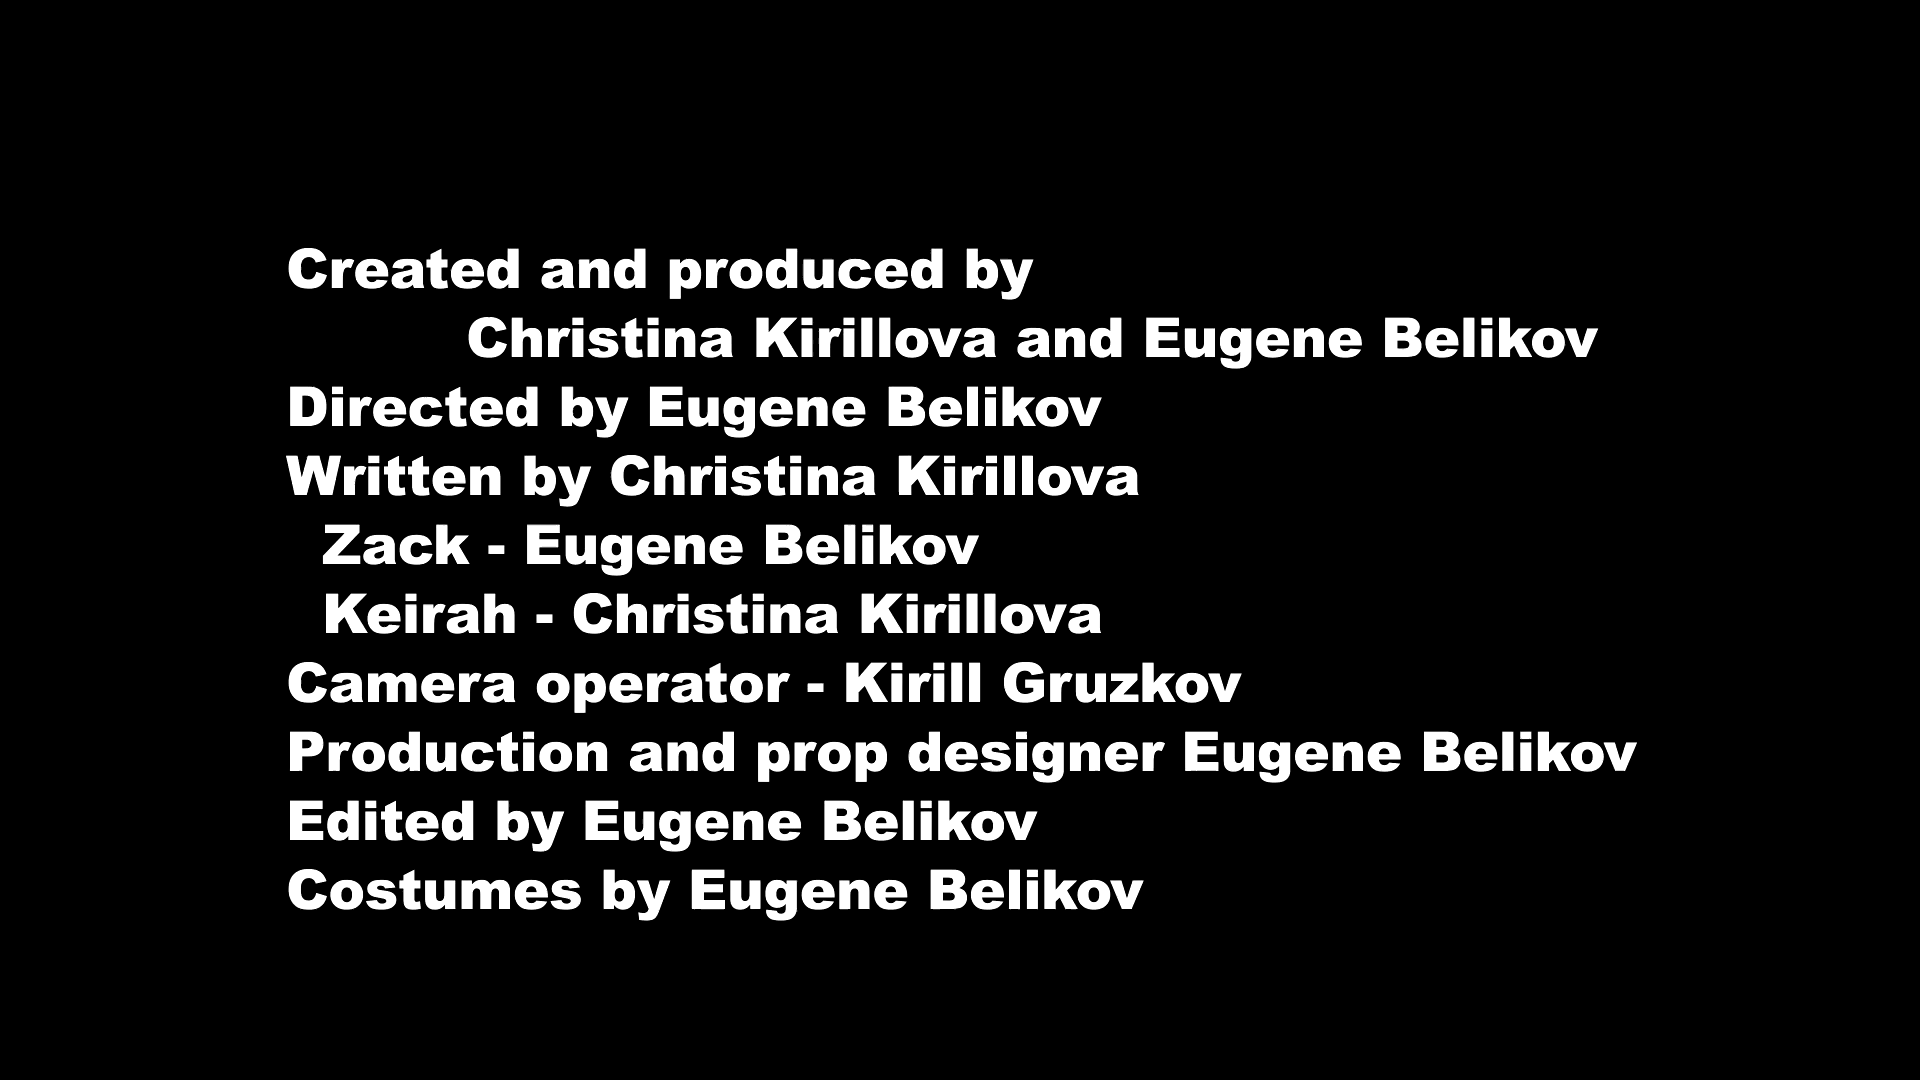 Created and produced by
Christina Kirillova and Eugene Belikov
Directed by Eugene Belikov
Written by Christina Kirillova
Zack - Eugene Belikov
Keirah - Christina Kirillova
Camera operator - Kirill Gruzkov
Production and prop designer Eugene Belikov
Edited by Eugene Belikov
Costumes by Eugene Belikov